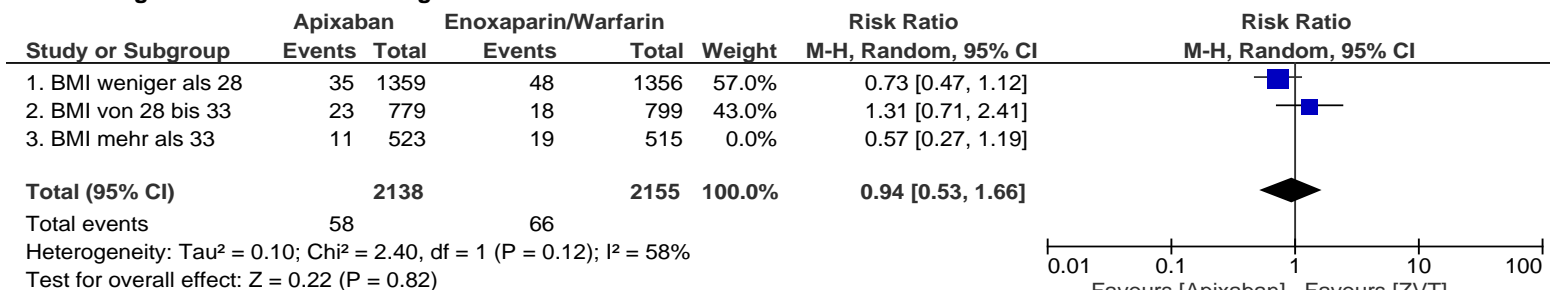 Apixaban Enoxaparin/Warfarin Risk Ratio Risk Ratio
Study or Subgroup Events Total Events Total Weight M-H, Random, 95% CI M-H, Random, 95% CI
1. BMI weniger als 28 35 1359 48 1356 57.0% 0.73 [0.47, 1.12]
2. BMI von 28 bis 33 23 779 18 799 43.0% 1.31 [0.71, 2.41]
3. BMI mehr als 33 11 523 19 515 0.0% 0.57 [0.27, 1.19]
Total (95% CI) 2138 2155 100.0% 0.94 [0.53, 1.66]
Total events 58 66
Heterogeneity: Tau² = 0.10; Chi² = 2.40, df = 1 (P = 0.12); I² = 58%
Test for overall effect: Z = 0.22 (P = 0.82)
0.01 0.1 1 10 100
Favours [Apixaban] Favours [ZVT]